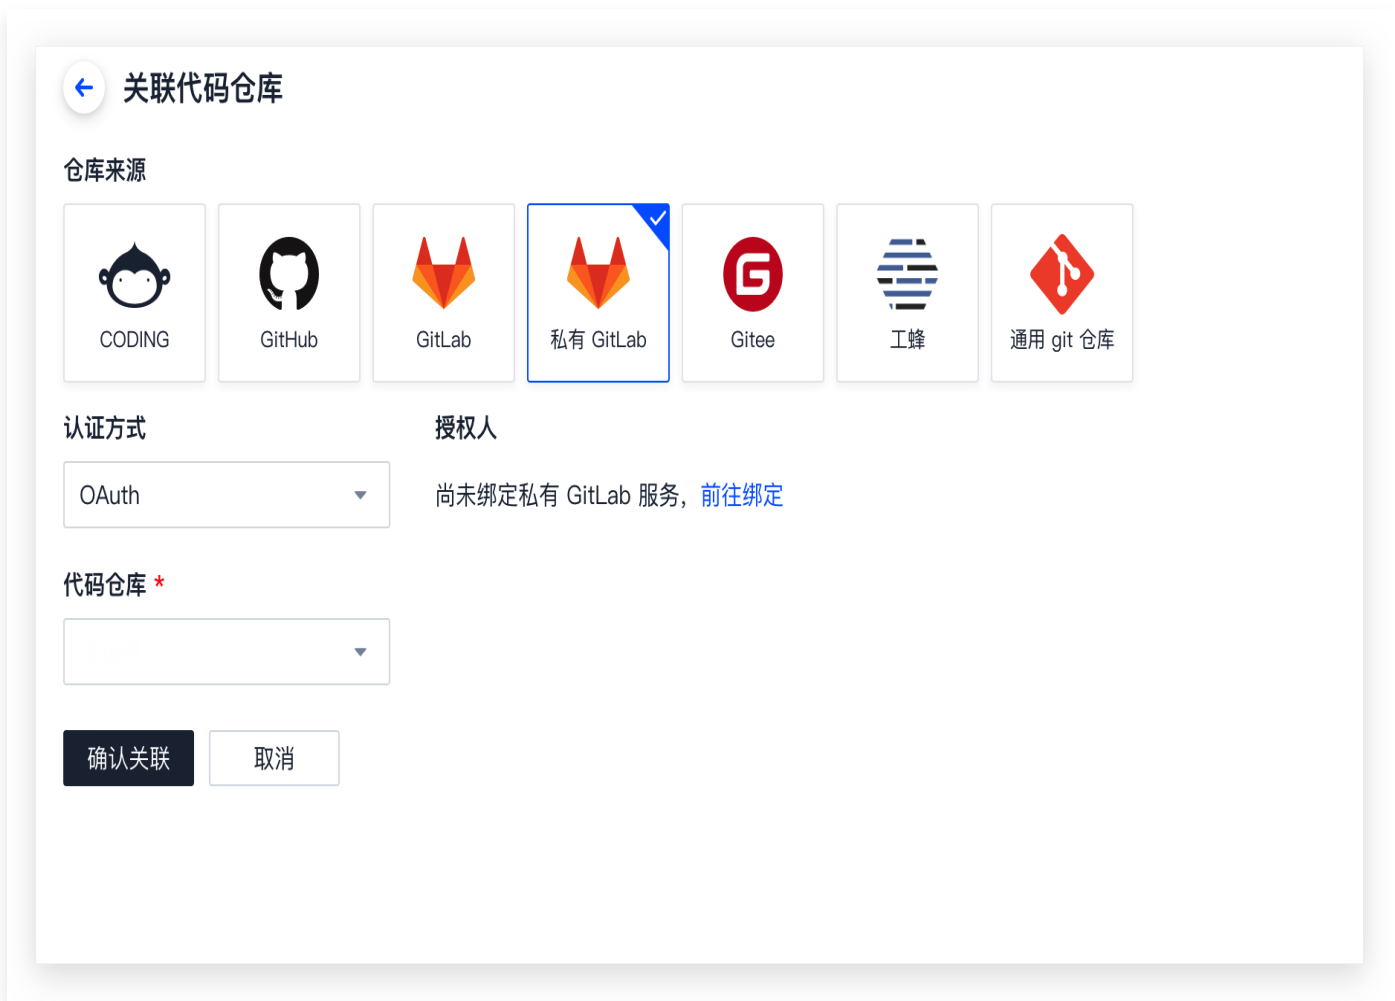 关联代码仓库
仓库来源
CODING
GitHub
GitLab
私有 GitLab
Gitee
工蜂
通用 git 仓库
认证方式
授权人
OAuth
尚未绑定私有 GitLab 服务，前往绑定
代码仓库 *
确认关联
取消